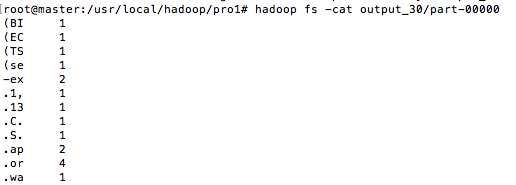 [root@master:/usr/local/hadoop/pro1# hadoop fs -cat output_30/part-00000
(BI 1
(EC 1
(TS 1
(se 1
-ex 2
.1, 1
.13 1
.C. 1
.S. 1
.ap 2
.or 4
.wa 1